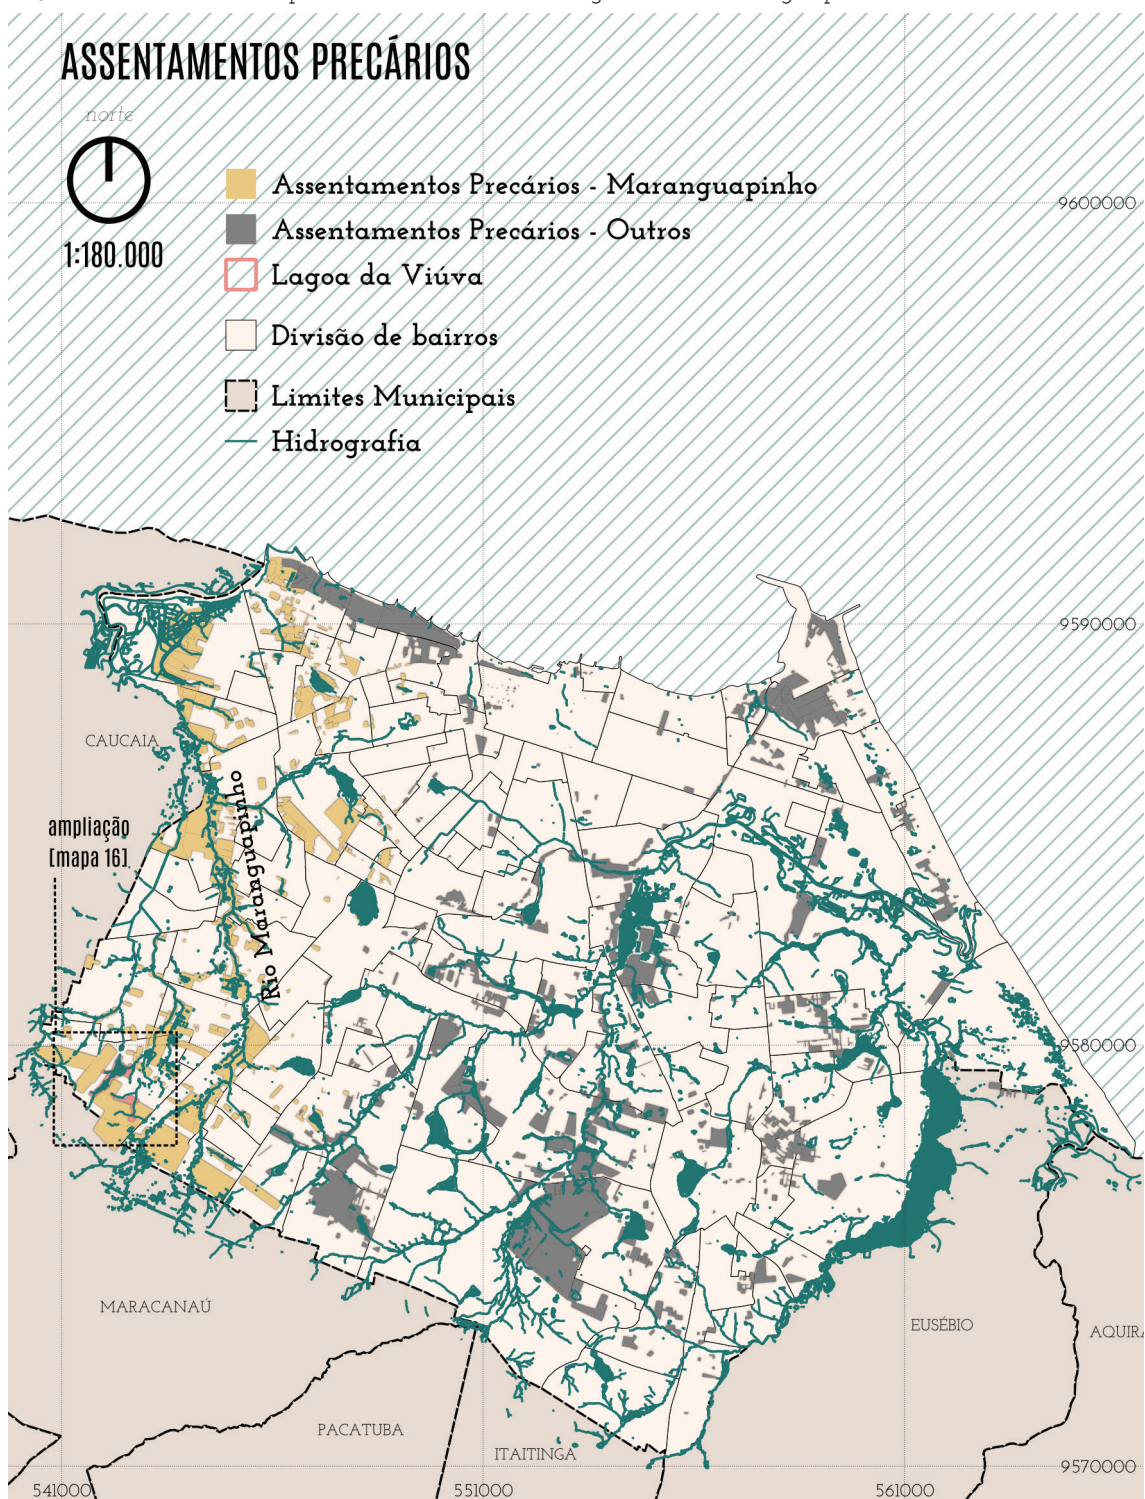 ASSENTAMENTOS PRECÁRIOS
norte
1:180.000
Assentamentos Precários - Maranguapinho
Assentamentos Precários - Outros
Lagoa da Viúva
Divisão de bairros
Limites Municipais
Hidrografia
9600000
9590000
CAUCAIA
Rio Maranguapinho
ampliação
[mapa 16]
9580000
MARACANAÚ
EUSÉBIO
AQUIRA
PACATUBA
ITAITINGA
9570000
541000
551000
561000